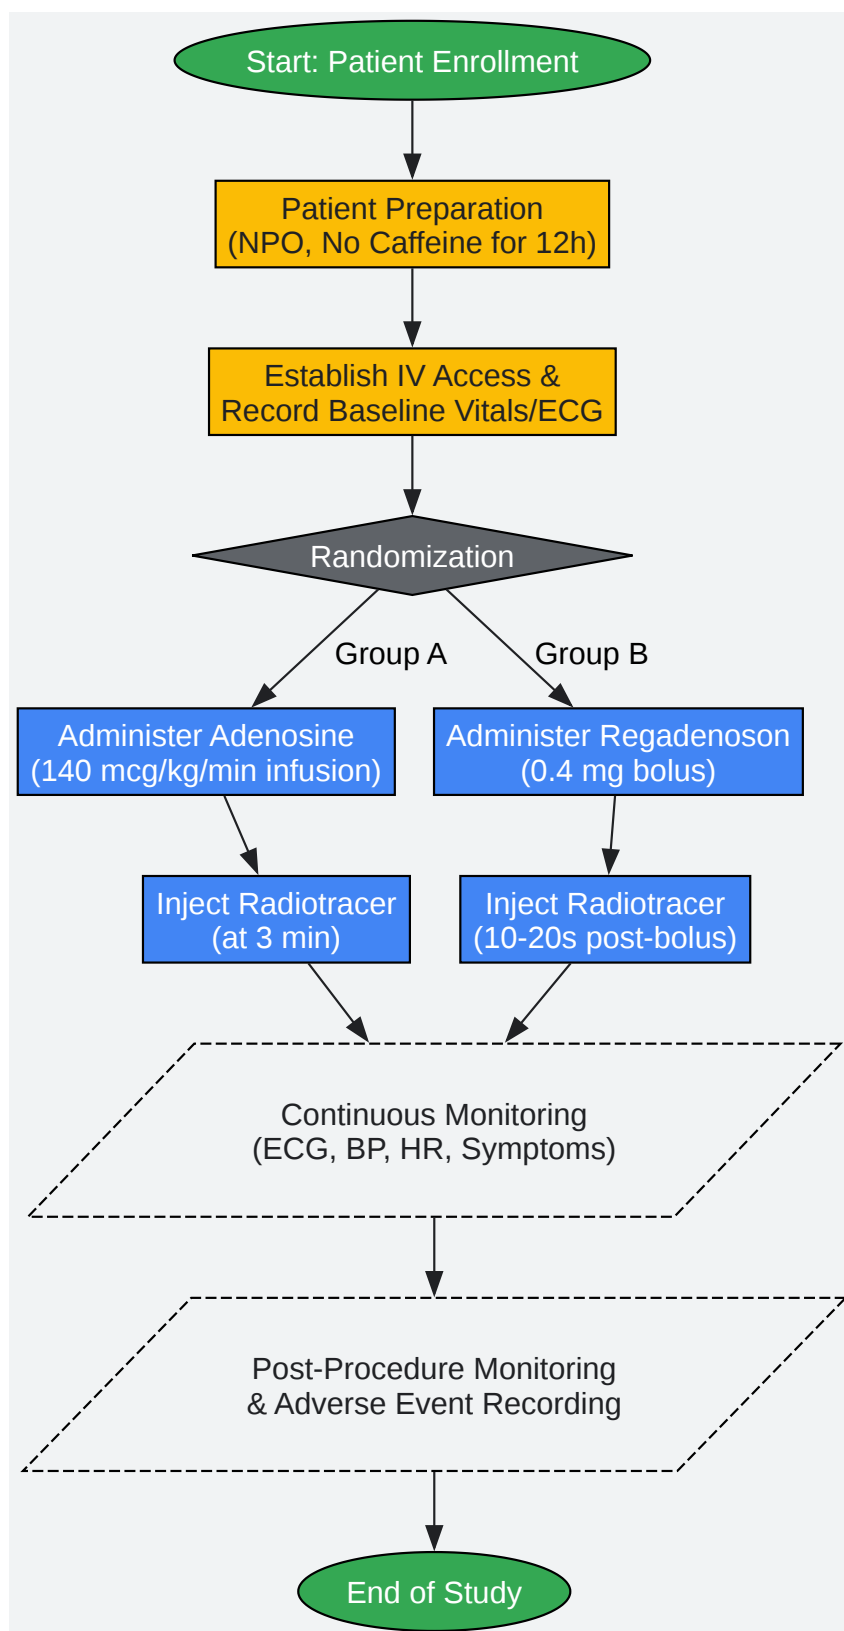 Start: Patient Enrollment
Patient Preparation
(NPO, No Caffeine for 12h)
Establish IV Access &
Record Baseline Vitals/ECG
Randomization
Group A
Group B
Administer Adenosine
(140 mcg/kg/min infusion)
Administer Regadenoson
(0.4 mg bolus)
Inject Radiotracer
(at 3 min)
Inject Radiotracer
(10-20s post-bolus)
Continuous Monitoring
(ECG, BP, HR, Symptoms)
Post-Procedure Monitoring
& Adverse Event Recording
End of Study